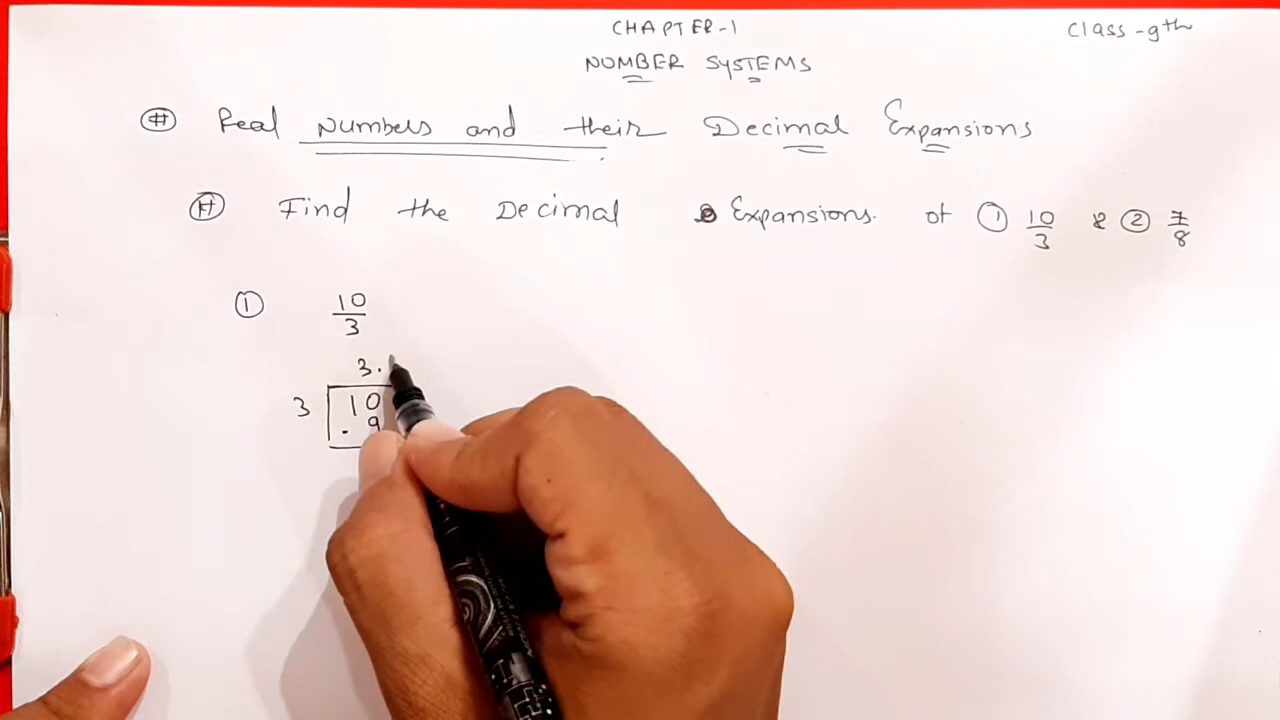 CHAPTER-1
Class-9th
NUMBER SYSTEMS
# Real Numbers and their Decimal Expansions
# Find the Decimal Expansions. of ① 10/3 & ② 7/8
① 10/3
3.
3 10
. 9